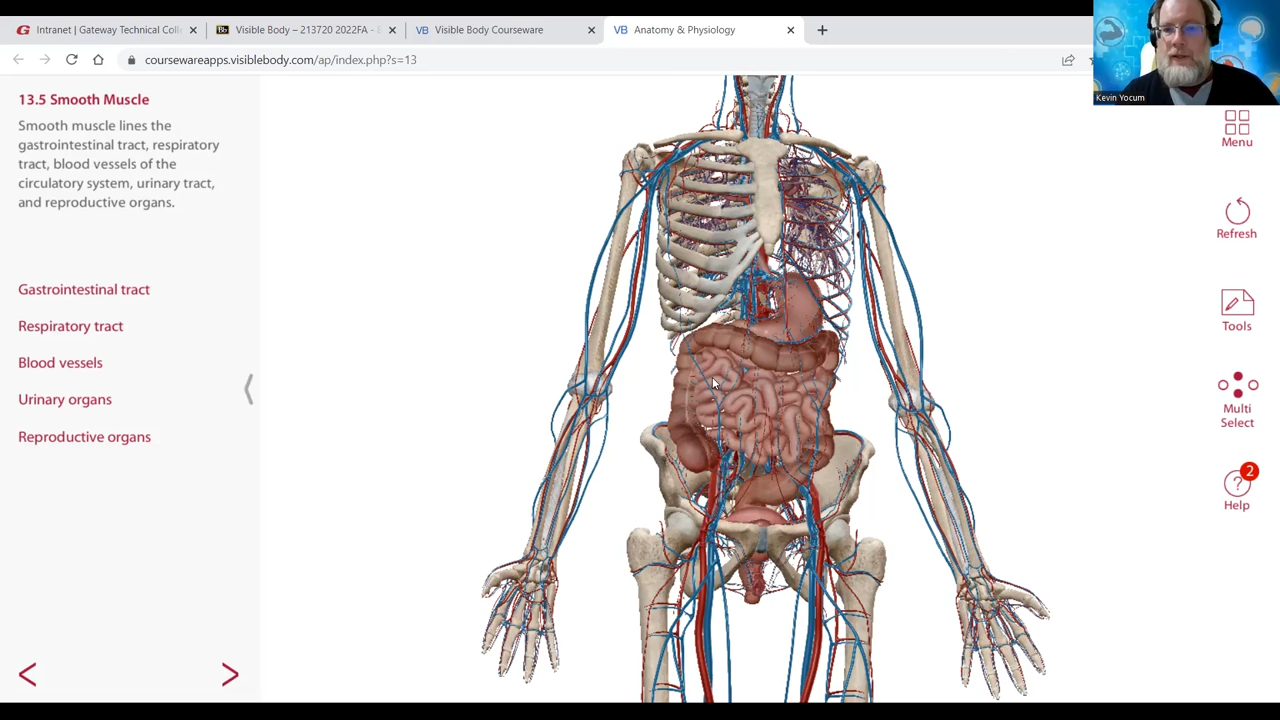 Intranet | Gateway Technical Coll
Visible Body – 213720 2022FA -
Visible Body Courseware
Anatomy & Physiology
coursewareapps.visiblebody.com/ap/index.php?s=13
Kevin Yocum
13.5 Smooth Muscle
Smooth muscle lines the
gastrointestinal tract, respiratory
tract, blood vessels of the
circulatory system, urinary tract,
and reproductive organs.
Gastrointestinal tract
Respiratory tract
Blood vessels
Urinary organs
Reproductive organs
Menu
Refresh
Tools
Multi
Select
2
Help